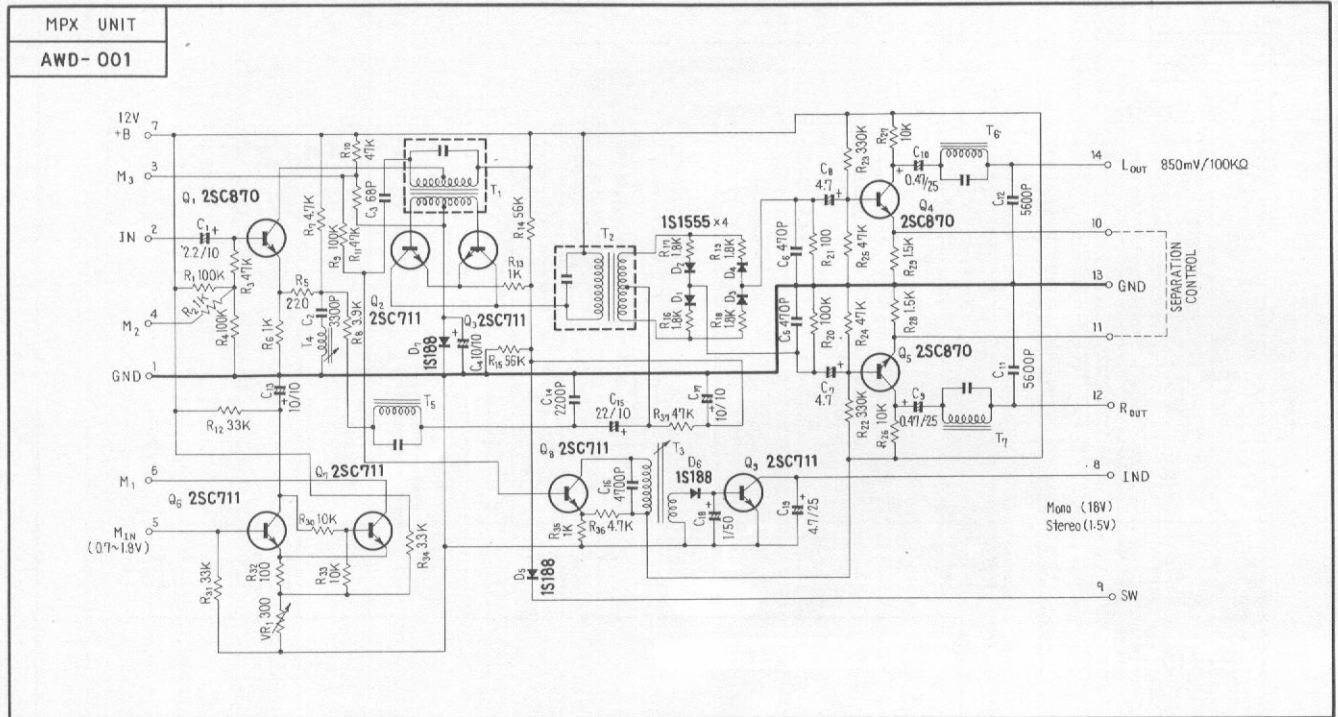 MPX UNIT
AWD-001
12V
+B 7
M3 3
IN 2
M2 4
GND 1
M1 6
MIN 5
(0.7~1.8V)
Q1 2SC870
C1 +
2.2/10
R1 100K
R2 1K
R3 47K
R4 100K
R5
220
R6 1K
C13
10/10
R12 33K
R7 4.7K
C2 3300P
T4
R8 3.9K
R9 100K
R10 47K
R11 47K
C3 68P
T1
Q2
2SC711
Q3 2SC711
D7
1S188
C4 10/10
R13
1K
R14 56K
R15 56K
T5
T2
1S1555×4
R17 1.8K
D2
D1
R16 1.8K
R19 1.8K
D4
D3
R18 1.8K
C8
4.7
C6 470P
C5 470P
R21 100
R20 100K
C7
4.7
R23 330K
R25 47K
R24 47K
R22 330K
R27
10K
C10
0.47/25
Q4
2SC870
R29 1.5K
R28 1.5K
Q5 2SC870
R26 10K
C9
0.47/25
T6
T7
C12
5600P
C11
5600P
14 LOUT 850mV/100KΩ
10
13 GND
11
SEPARATION
CONTROL
12 ROUT
8 IND
Mono (18V)
Stereo (1.5V)
9 SW
C14
2200P
C15
22/10
R37 47K
C17
10/10
Q8
2SC711
C16
4700P
T3
D6
1S188
Q9 2SC711
R35
1K
R36 4.7K
C18
1/50
C19
4.7/25
D5
1S188
Q6 2SC711
Q7 2SC711
R30 10K
R31 33K
R32
100
R33
10K
R34 3.3K
VR1 300